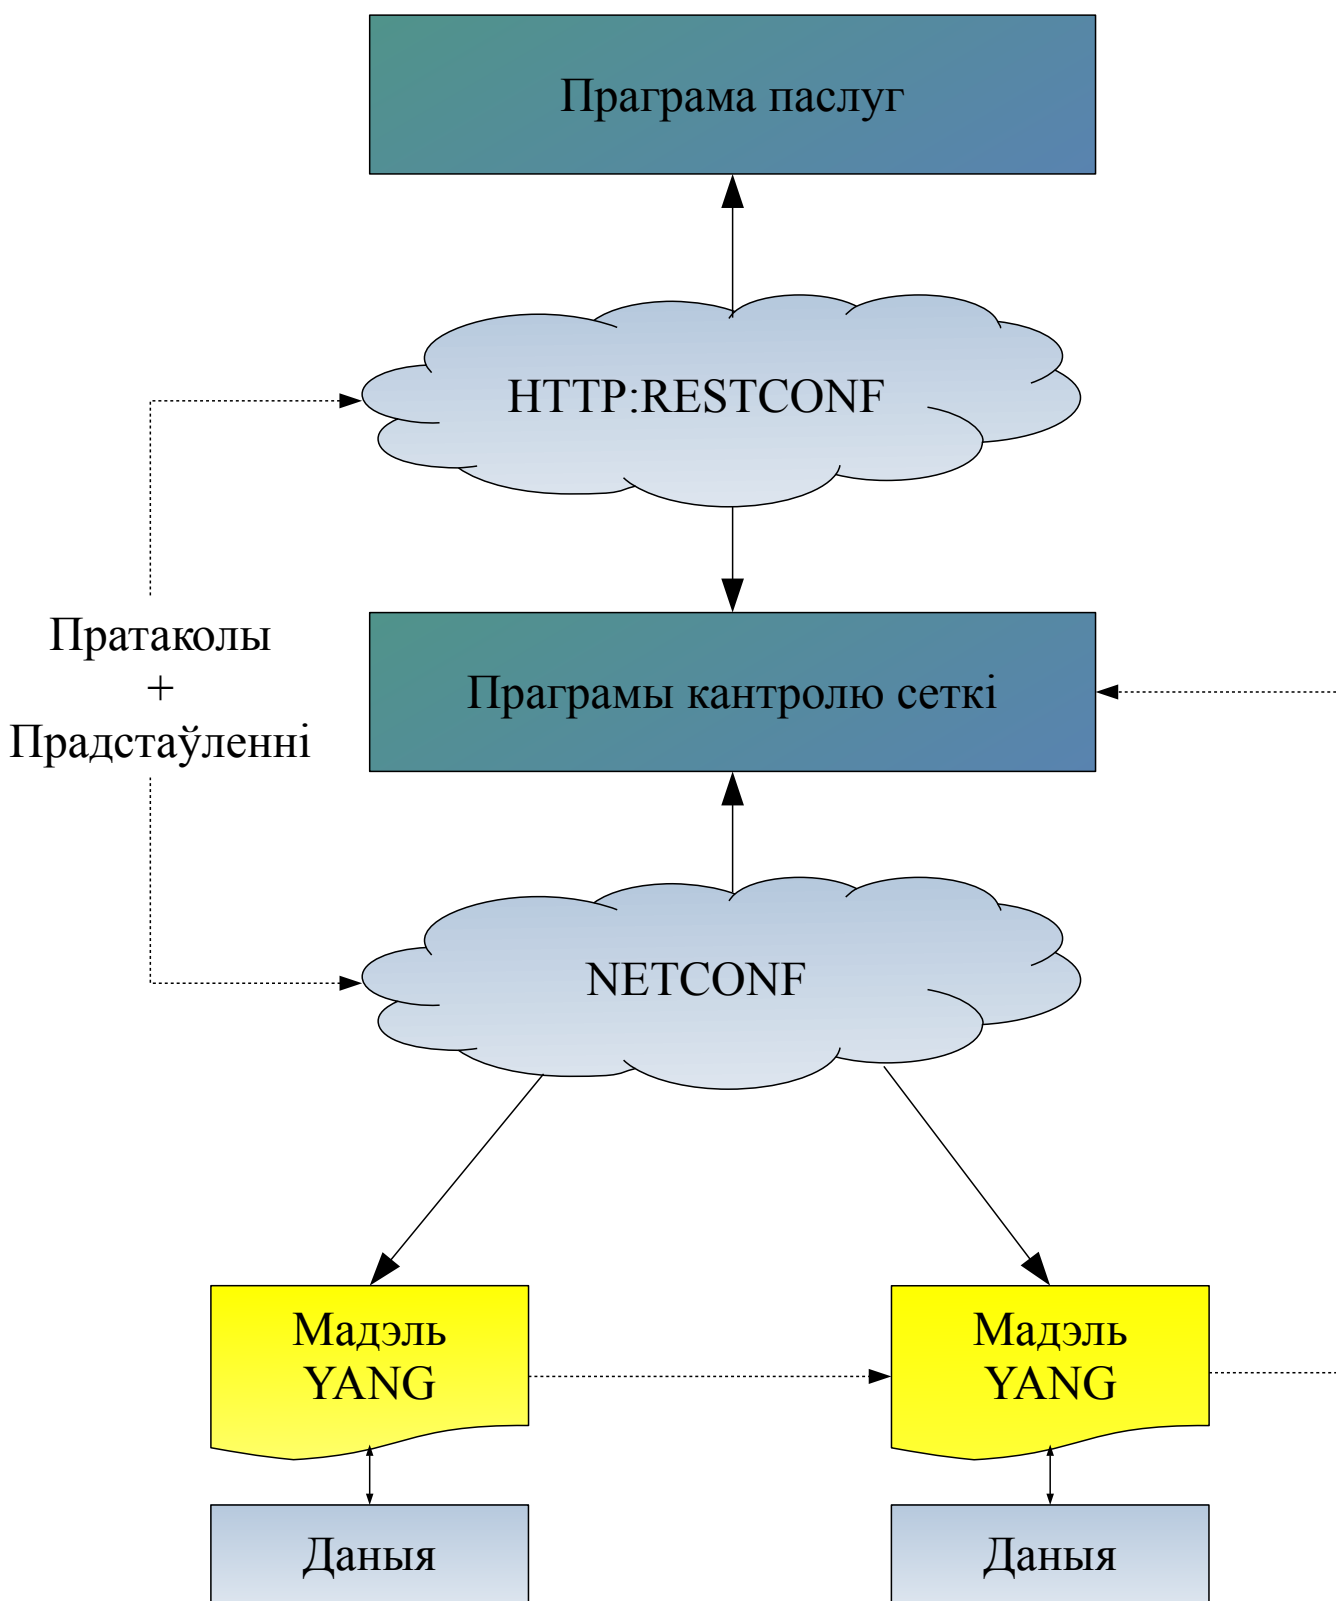 Праграма паслуг
HTTP:RESTCONF
Пратаколы
+
Прадстаўленні
Праграмы кантролю сеткі
NETCONF
Мадэль
YANG
Мадэль
YANG
Даныя
Даныя